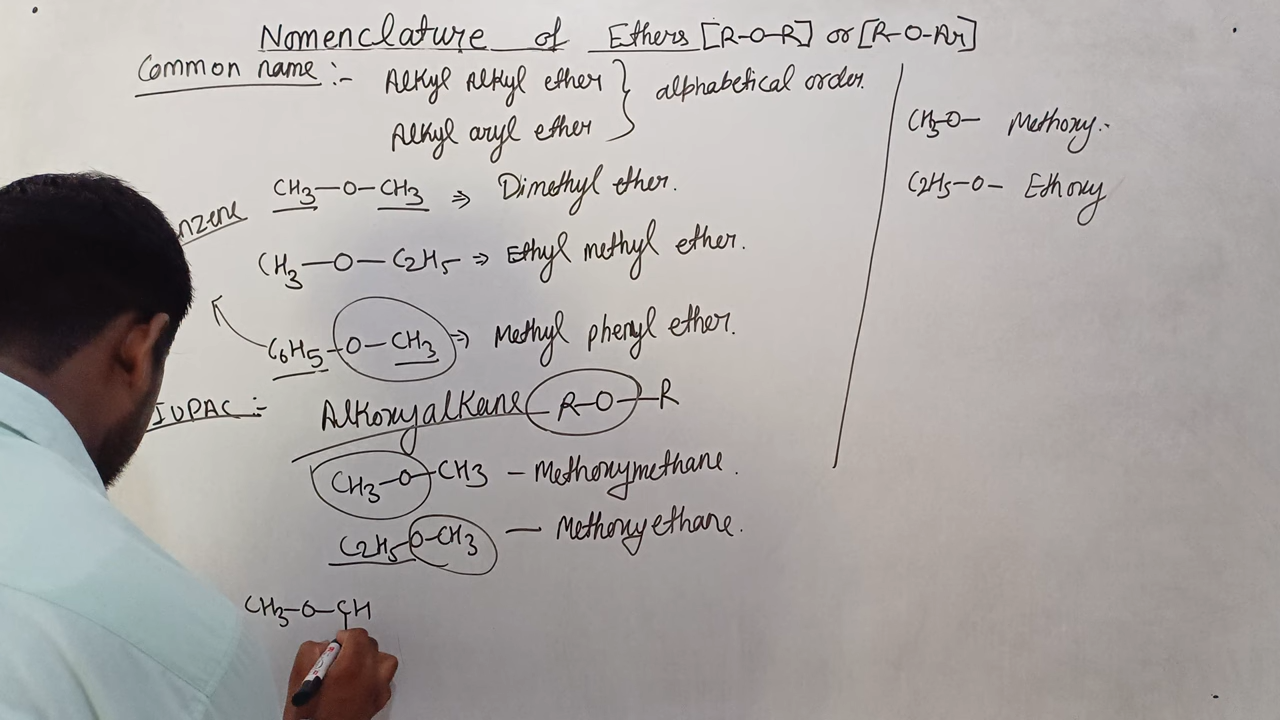 Nomenclature of Ethers [R-O-R] or [R-O-Ar]
Common name :- Alkyl Alkyl ether } alphabetical order.
Alkyl aryl ether
CH3-O-CH3 ⇒ Dimethyl ether.
nzene
CH3-O-C2H5 ⇒ Ethyl methyl ether.
C6H5-O-CH3 ⇒ Methyl phenyl ether.
IUPAC :- Alkoxyalkane R-O-R
CH3-O-CH3 - Methoxymethane.
C2H5-O-CH3 - Methoxyethane.
CH3-O-CH
CH3-O- Methoxy.-
C2H5-O- Ethoxy